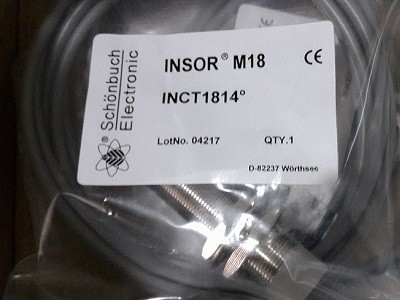 Schönbuch
Electronic
®
INSOR® M18
CE
INCT1814°
LotNo. 04217
QTY.1
D-82237 Wörthsee